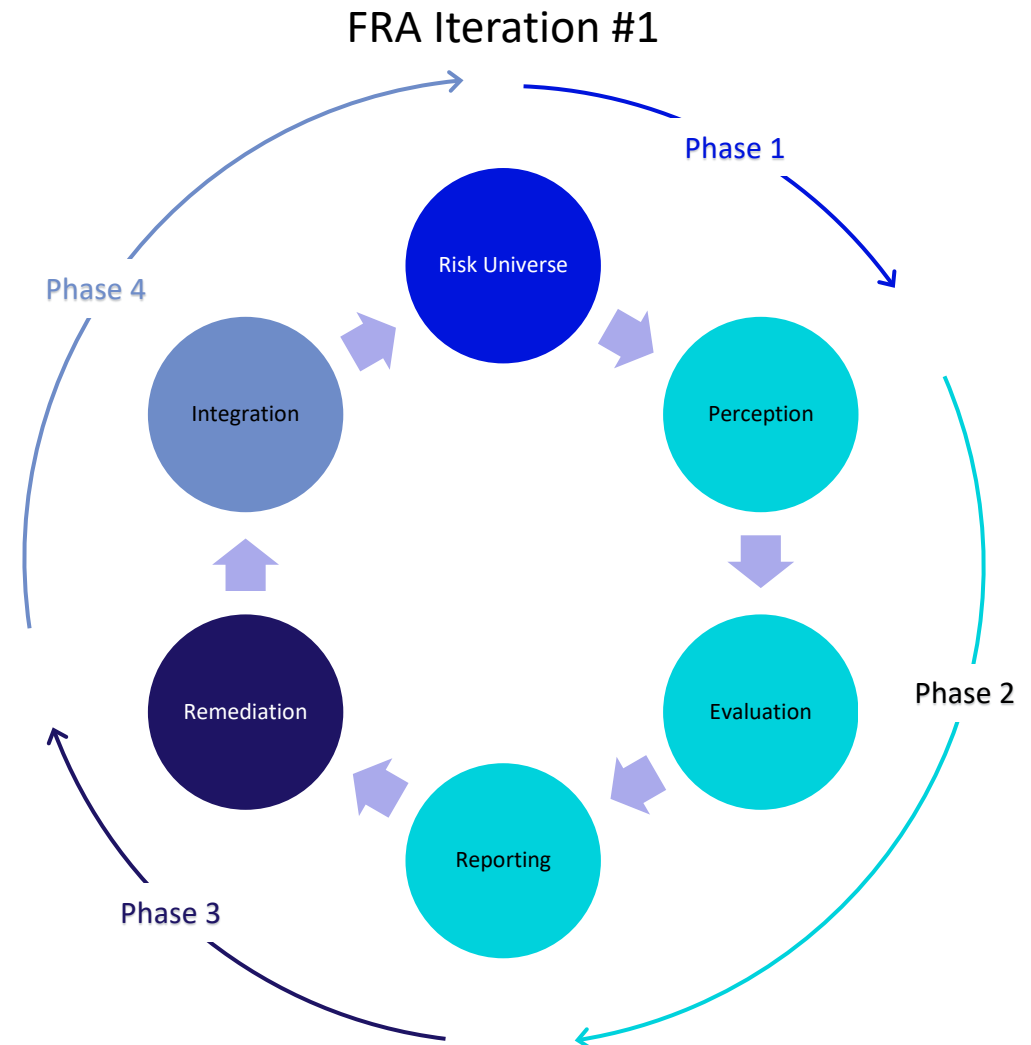 FRA Iteration #1
Phase 1
Risk Universe
Phase 4
Integration
Perception
Phase 2
Remediation
Evaluation
Reporting
Phase 3